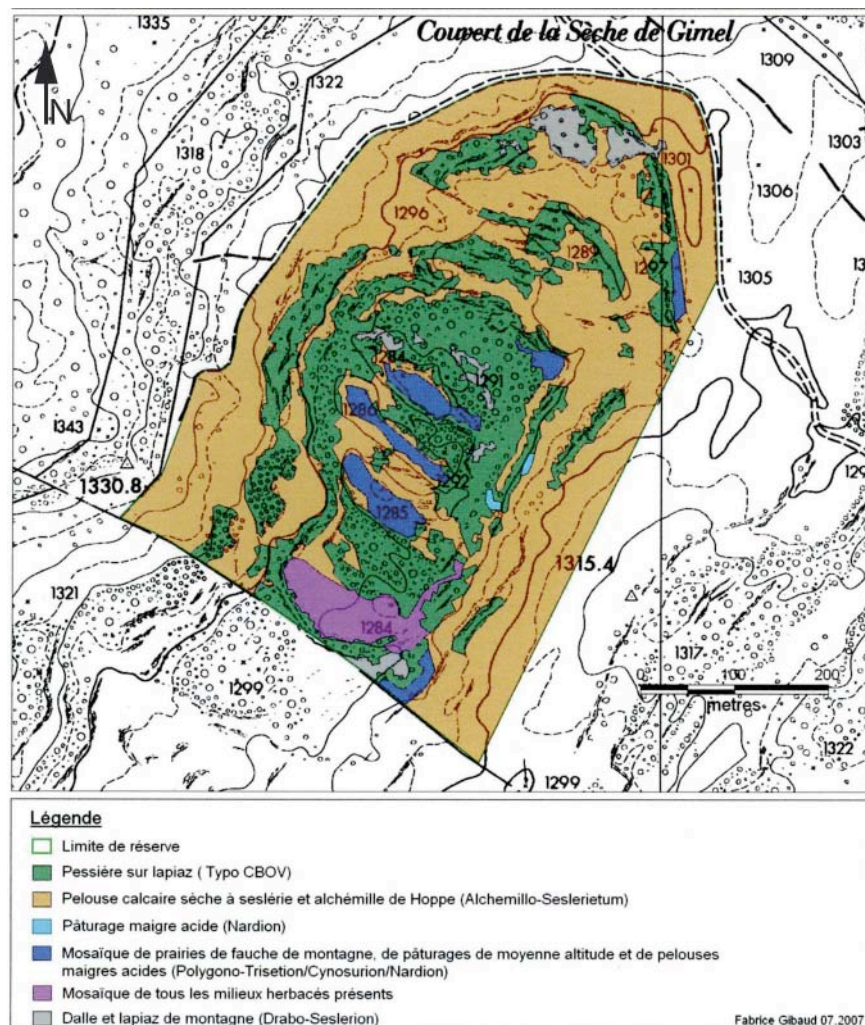 Couvert de la Sèche de Gimel
1335
1309
1322
N
1318
1303
1301
1306
1296
1289
1297
1305
1284
1291
1286
1343
1292
1330.8
1285
1315.4
1321
1284
1317
1299
0 100 200
metres
1322
1299
Légende
Limite de réserve
Pessière sur lapiaz ( Typo CBOV)
Pelouse calcaire sèche à seslérie et alchémille de Hoppe (Alchemillo-Seslerietum)
Pâturage maigre acide (Nardion)
Mosaïque de prairies de fauche de montagne, de pâturages de moyenne altitude et de pelouses
maigres acides (Polygono-Trisetion/Cynosurion/Nardion)
Mosaïque de tous les milieux herbacés présents
Dalle et lapiaz de montagne (Drabo-Seslerion)
Fabrice Gibaud 07.2007